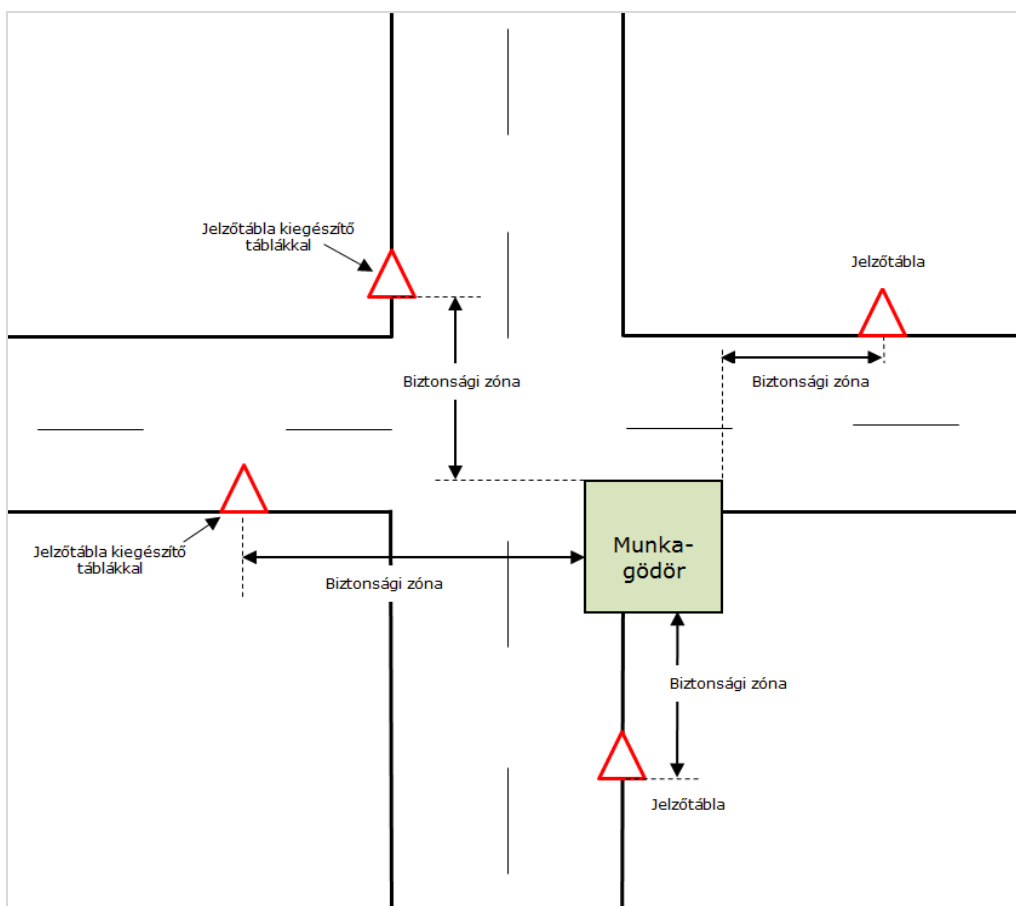 Jelzőtábla kiegészítő
táblákkal
Jelzőtábla
Biztonsági zóna
Biztonsági zóna
Munka-
gödör
Jelzőtábla kiegészítő
táblákkal
Biztonsági zóna
Biztonsági zóna
Jelzőtábla